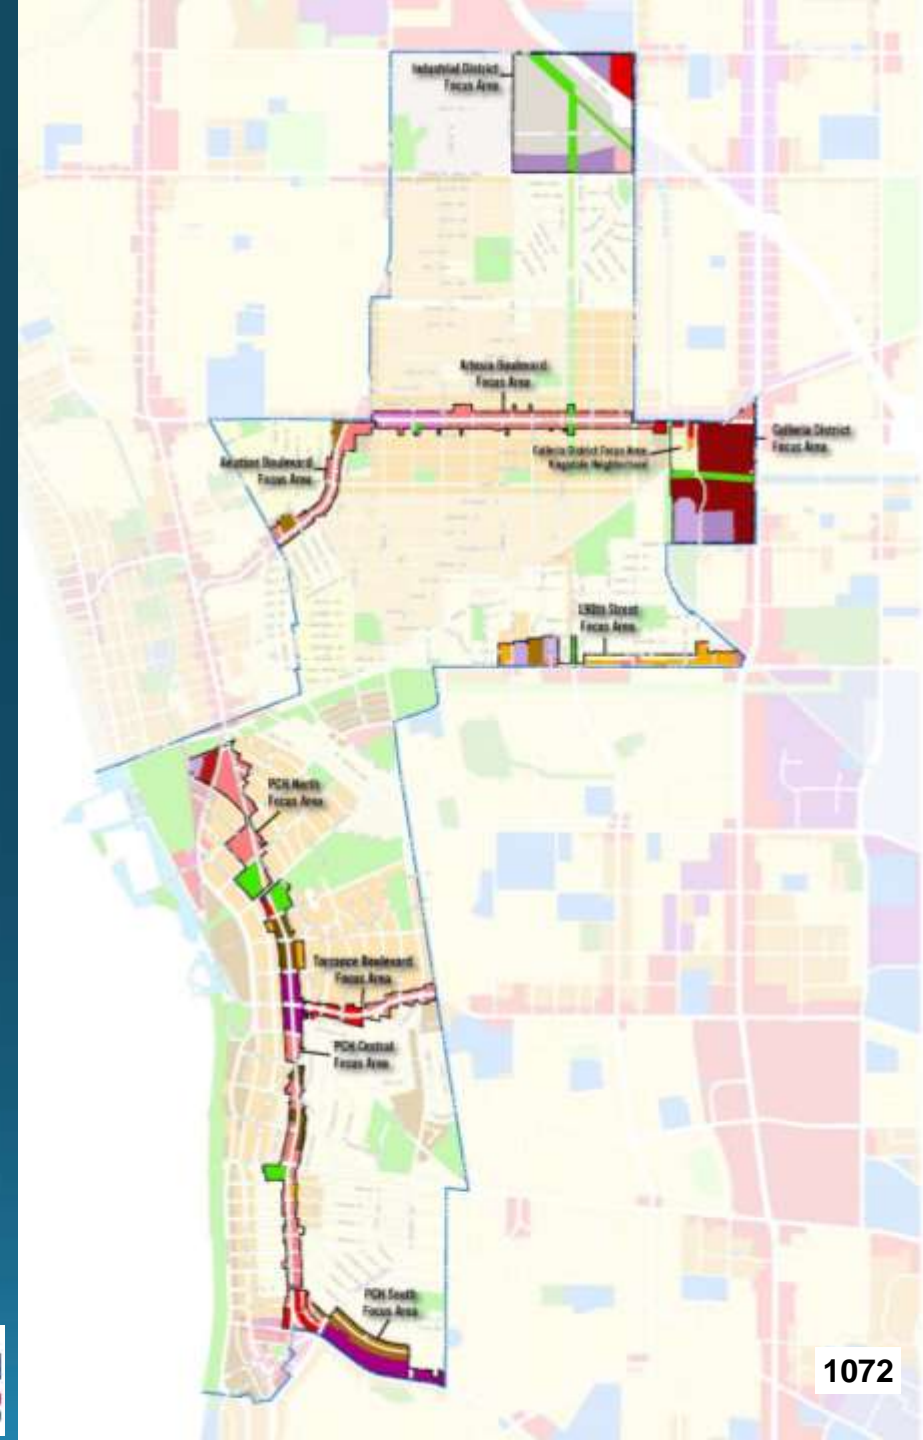 Industrial District
Focus Area
Artesia Boulevard
Focus Area
Aviation Boulevard
Focus Area
Galleria District Focus Area
Kingsdale Neighborhood
Galleria District
Focus Area
190th Street
Focus Area
PCH North
Focus Area
Torrance Boulevard
Focus Area
PCH Central
Focus Area
PCH South
Focus Area
1072